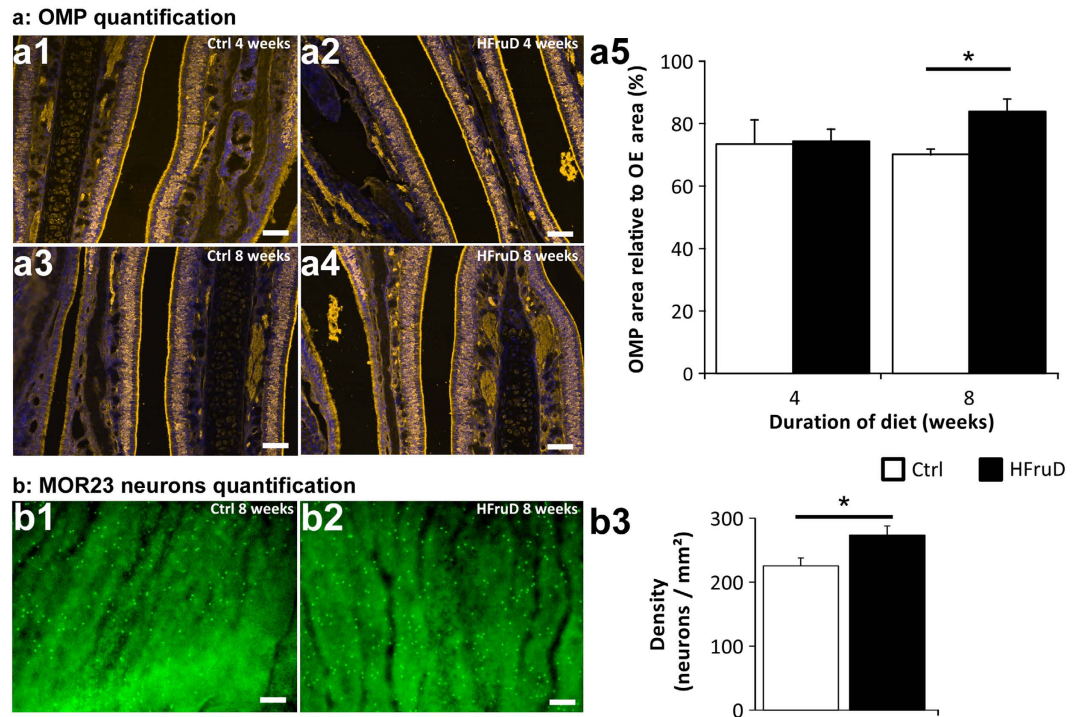 a: OMP quantification
a1
Ctrl 4 weeks
a2
HFruD 4 weeks
a3
Ctrl 8 weeks
a4
HFruD 8 weeks
a5
OMP area relative to OE area (%)
100
80
60
40
20
0
*
4
8
Duration of diet (weeks)
Ctrl
HFruD
b: MOR23 neurons quantification
b1
Ctrl 8 weeks
b2
HFruD 8 weeks
b3
Density
(neurons / mm²)
300
200
100
0
*